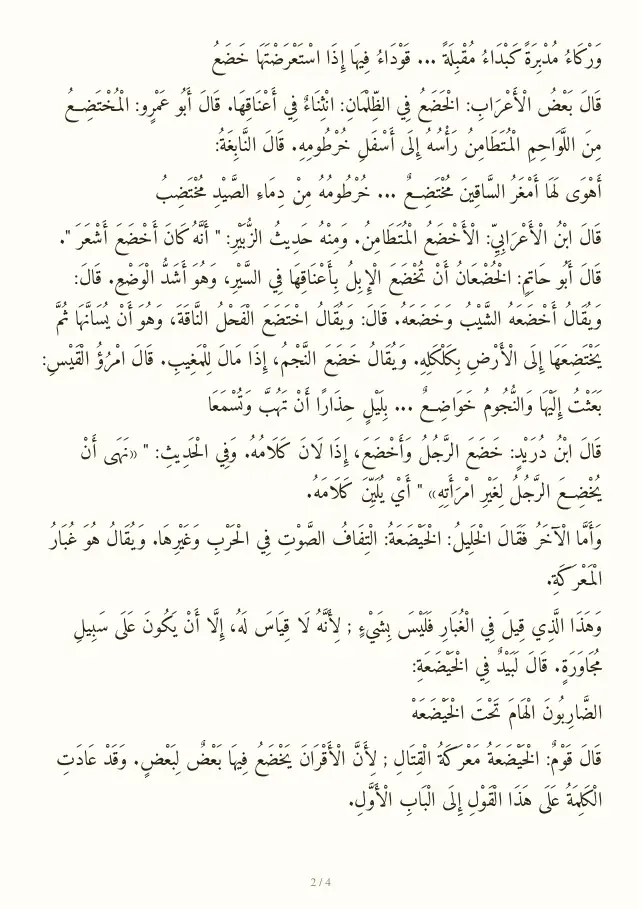 وَرْكَاءُ مُدْبِرَةً كَبْدَاءُ مُقْبِلَةً ... قَوْدَاءُ فِيهَا إِذَا اسْتَعْرَضْتَهَا خَضَعُ
قَالَ بَعْضُ الْأَعْرَابِ: الْخَضَعُ فِي الظِّلْمَانِ: انْثِنَاءٌ فِي أَعْنَاقِهَا. قَالَ أَبُو عَمْرٍو: الْمُخْتَضِعُ
مِنَ اللَّوَاحِمِ الْمُتَطَامِنُ رَأْسُهُ إِلَى أَسْفَلِ خُرْطُومِهِ. قَالَ النَّابِغَةُ:
أَهْوَى لَهَا أَمْغَرُ السَّاقِينَ مُخْتَضِعٌ ... خُرْطُومُهُ مِنْ دِمَاءِ الصَّيْدِ مُخْتَضِبُ
قَالَ ابْنُ الْأَعْرَابِيِّ: الْأَخْضَعُ الْمُتَطَامِنُ. وَمِنْهُ حَدِيثُ الزُّبَيْرِ: " أَنَّهُ كَانَ أَخْضَعَ أَشْعَرَ ".
قَالَ أَبُو حَاتِمٍ: الْخُضْعَانُ أَنْ تَخْضَعَ الْإِبِلُ بِأَعْنَاقِهَا فِي السَّيْرِ، وَهُوَ أَشَدُّ الْوَضْعِ. قَالَ:
وَيُقَالُ أَخْضَعَهُ الشَّيْبُ وَخَضَعَهُ. قَالَ: وَيُقَالُ اخْتَضَعَ الْفَحْلُ النَّاقَةَ، وَهُوَ أَنْ يُسَانَّهَا ثُمَّ
يَخْتَضِعَهَا إِلَى الْأَرْضِ بِكَلْكَلِهِ. وَيُقَالُ خَضَعَ النَّجْمُ، إِذَا مَالَ لِلْمَغِيبِ. قَالَ امْرُؤُ الْقَيْسِ:
بَعَثْتُ إِلَيْهَا وَالنُّجُومُ خَوَاضِعٌ ... بِلَيْلٍ حِذَارًا أَنْ تَهُبَّ وَتُسْمَعَا
قَالَ ابْنُ دُرَيْدٍ: خَضَعَ الرَّجُلُ وَأَخْضَعَ، إِذَا لَانَ كَلَامُهُ. وَفِي الْحَدِيثِ: " «نَهَى أَنْ
يُخْضِعَ الرَّجُلُ لِغَيْرِ امْرَأَتِهِ» " أَيْ يُلَيِّنَ كَلَامَهُ.
وَأَمَّا الْآخَرُ فَقَالَ الْخَلِيلُ: الْخَيْضَعَةُ: الْتِفَافُ الصَّوْتِ فِي الْحَرْبِ وَغَيْرِهَا. وَيُقَالُ هُوَ غُبَارُ
الْمَعْرَكَةِ.
وَهَذَا الَّذِي قِيلَ فِي الْغُبَارِ فَلَيْسَ بِشَيْءٍ ; لِأَنَّهُ لَا قِيَاسَ لَهُ، إِلَّا أَنْ يَكُونَ عَلَى سَبِيلِ
مُجَاوَرَةٍ. قَالَ لَبِيدٌ فِي الْخَيْضَعَةِ:
الضَّارِبُونَ الْهَامَ تَحْتَ الْخَيْضَعَهْ
قَالَ قَوْمٌ: الْخَيْضَعَةُ مَعْرَكَةُ الْقِتَالِ ; لِأَنَّ الْأَقْرَانَ يَخْضَعُ فِيهَا بَعْضٌ لِبَعْضٍ. وَقَدْ عَادَتِ
الْكَلِمَةُ عَلَى هَذَا الْقَوْلِ إِلَى الْبَابِ الْأَوَّلِ.
2 / 4